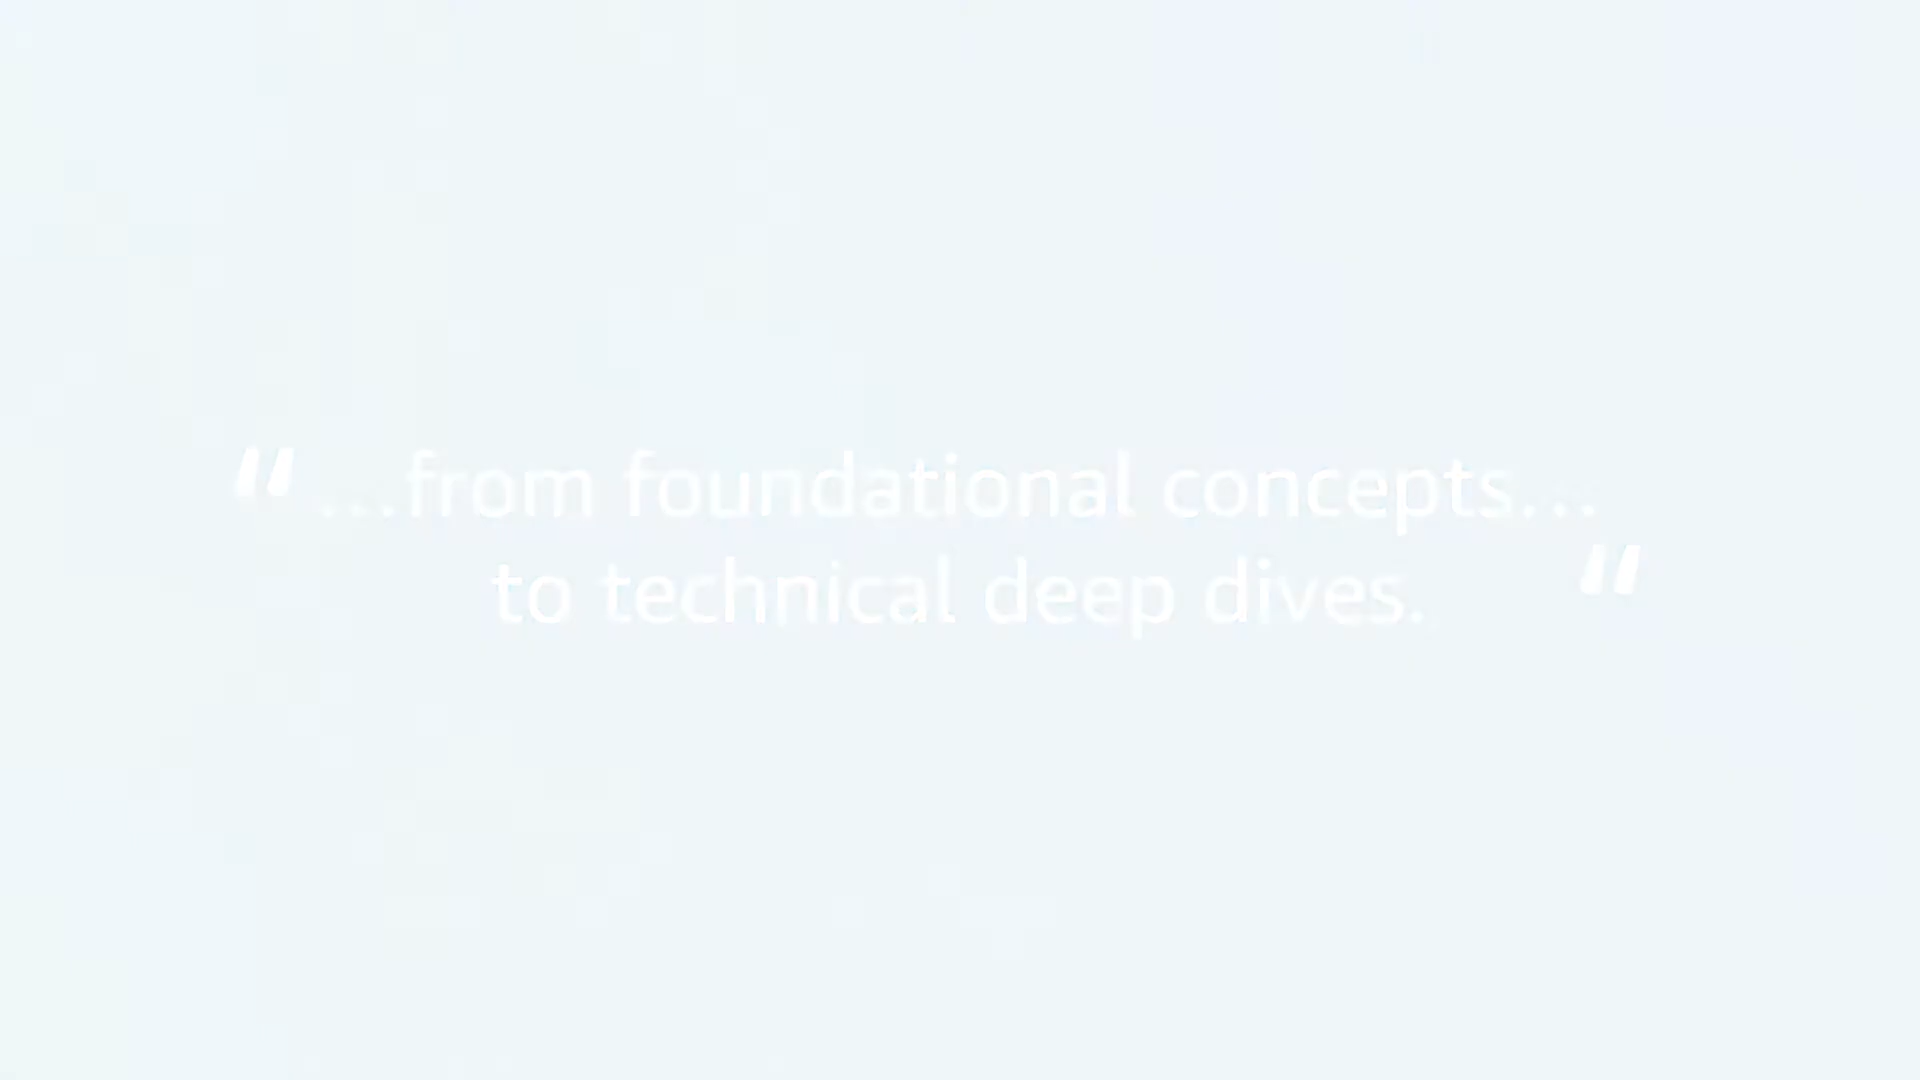 “ …from foundational concepts…
to technical deep dives. “